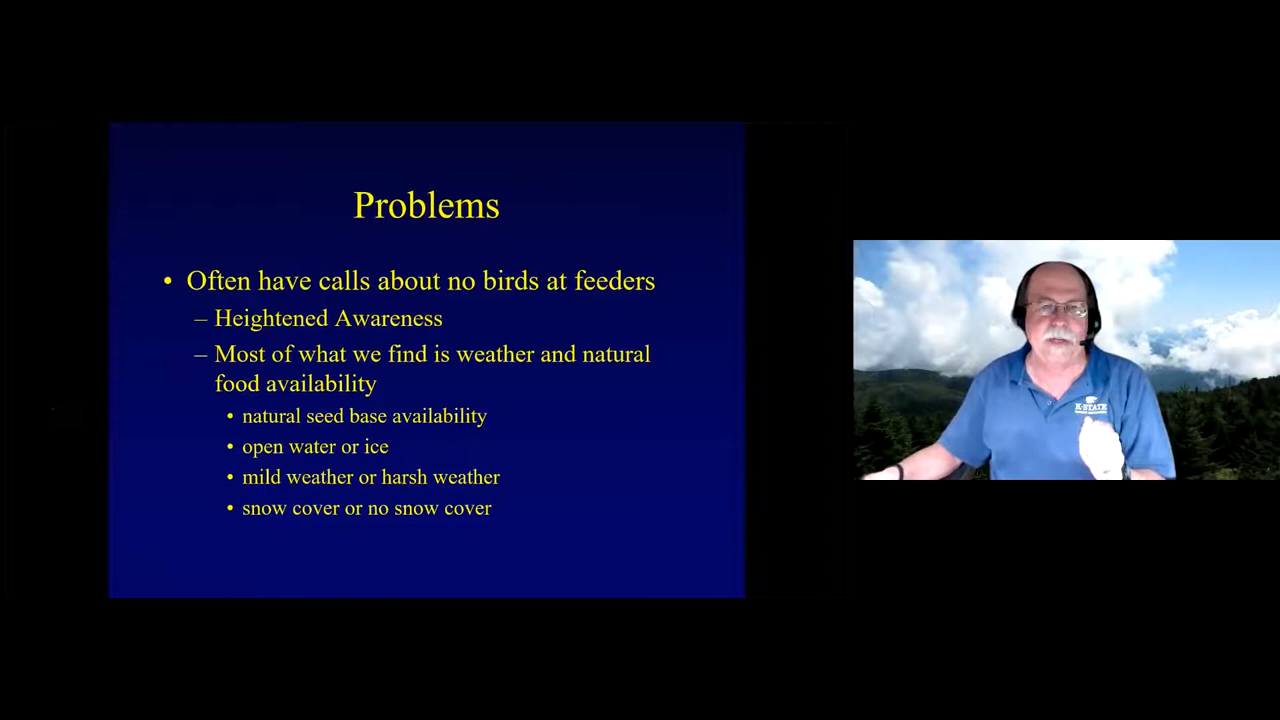 Problems
• Often have calls about no birds at feeders
– Heightened Awareness
– Most of what we find is weather and natural
food availability
• natural seed base availability
• open water or ice
• mild weather or harsh weather
• snow cover or no snow cover
K-STATE